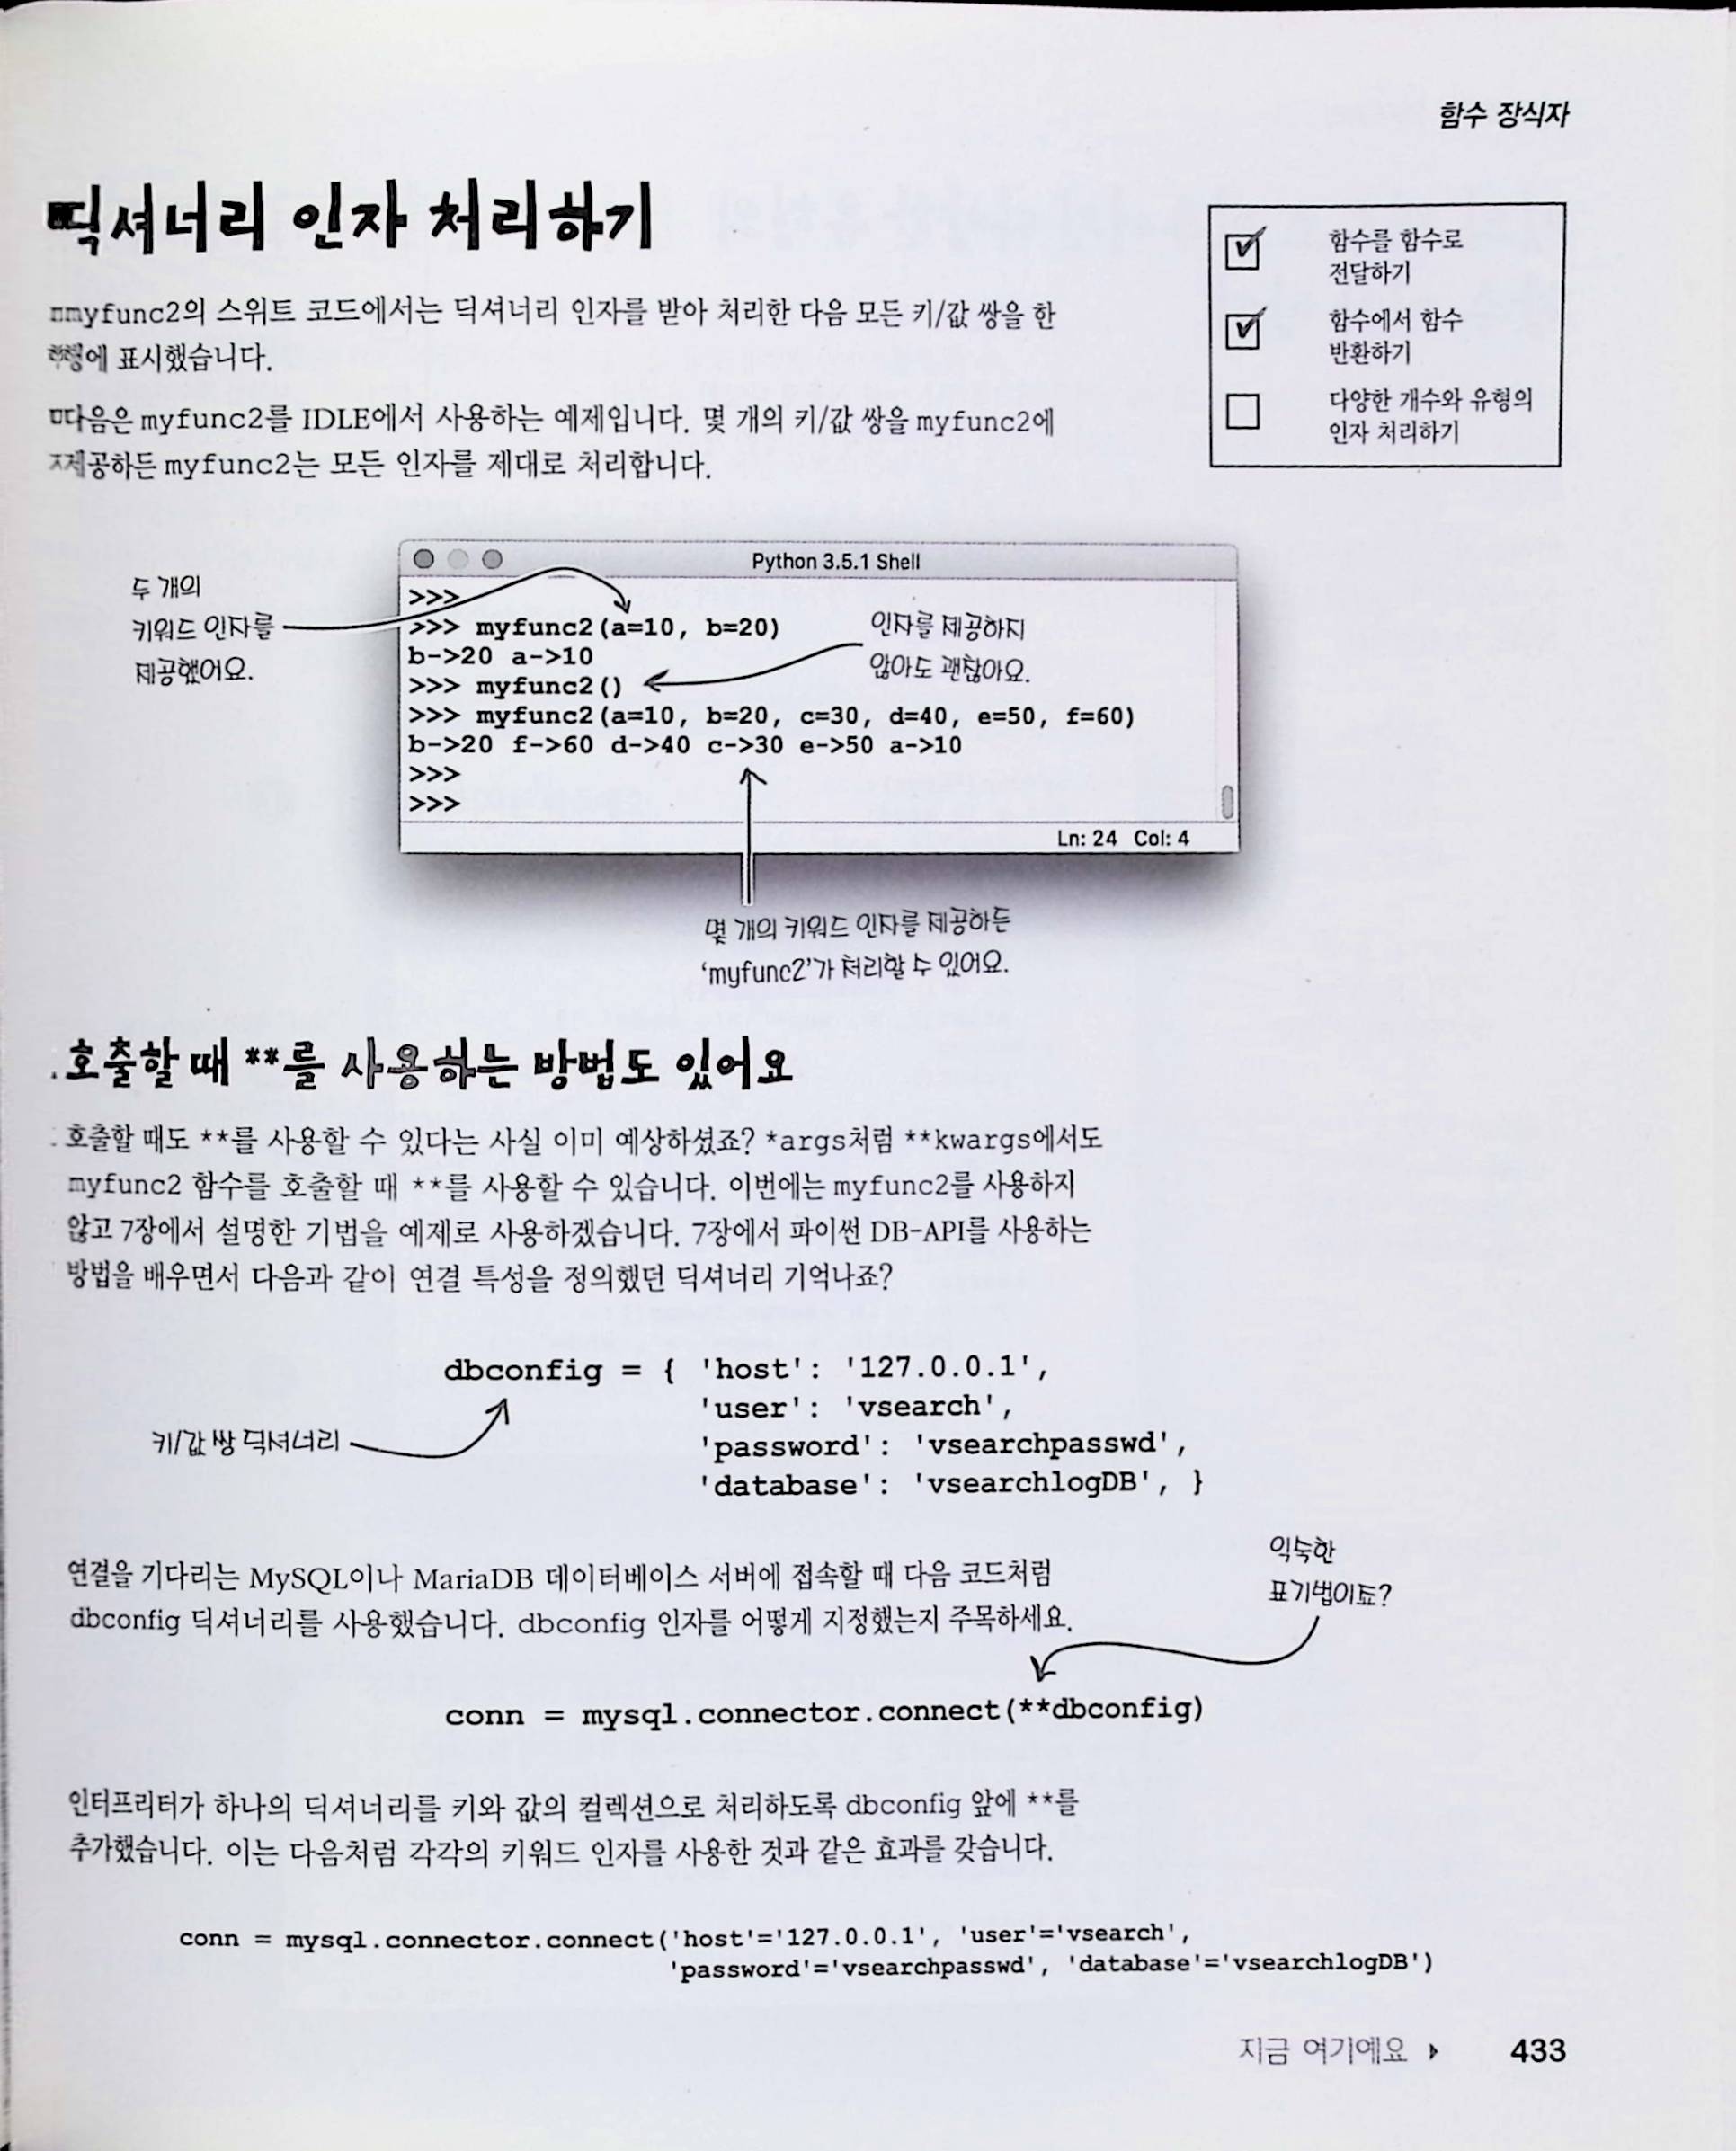 함수 장식자
딕셔너리 인자 처리하기
함수를 함수로
전달하기
함수에서 함수
반환하기
다양한 개수와 유형의
인자 처리하기
myfunc2의 스위트 코드에서는 딕셔너리 인자를 받아 처리한 다음 모든 키/값 쌍을 한
행에 표시했습니다.
다음은 myfunc2를 IDLE에서 사용하는 예제입니다. 몇 개의 키/값 쌍을 myfunc2에
제공하든 myfunc2는 모든 인자를 제대로 처리합니다.
두 개의
키워드 인자를
제공했어요.
Python 3.5.1 Shell
>>>
>>> myfunc2(a=10, b=20)
b->20 a->10
>>> myfunc2()
>>> myfunc2(a=10, b=20, c=30, d=40, e=50, f=60)
b->20 f->60 d->40 c->30 e->50 a->10
>>>
>>>
Ln: 24 Col: 4
인자를 제공하지
않아도 괜찮아요.
몇 개의 키워드 인자를 제공하든
‘myfunc2’가 처리할 수 있어요.
호출할 때 **를 사용하는 방법도 있어요
호출할 때도 **를 사용할 수 있다는 사실 이미 예상하셨죠? *args처럼 **kwargs에서도
myfunc2 함수를 호출할 때 **를 사용할 수 있습니다. 이번에는 myfunc2를 사용하지
않고 7장에서 설명한 기법을 예제로 사용하겠습니다. 7장에서 파이썬 DB-API를 사용하는
방법을 배우면서 다음과 같이 연결 특성을 정의했던 딕셔너리 기억나죠?
dbconfig = { 'host': '127.0.0.1',
'user': 'vsearch',
'password': 'vsearchpasswd',
'database': 'vsearchlogDB', }
키/값 쌍 딕셔너리
연결을 기다리는 MySQL이나 MariaDB 데이터베이스 서버에 접속할 때 다음 코드처럼
dbconfig 딕셔너리를 사용했습니다. dbconfig 인자를 어떻게 지정했는지 주목하세요.
익숙한
표기법이죠?
conn = mysql.connector.connect(**dbconfig)
인터프리터가 하나의 딕셔너리를 키와 값의 컬렉션으로 처리하도록 dbconfig 앞에 **를
추가했습니다. 이는 다음처럼 각각의 키워드 인자를 사용한 것과 같은 효과를 갖습니다.
conn = mysql.connector.connect('host'='127.0.0.1', 'user'='vsearch',
'password'='vsearchpasswd', 'database'='vsearchlogDB')
지금 여기예요 ▶ 433